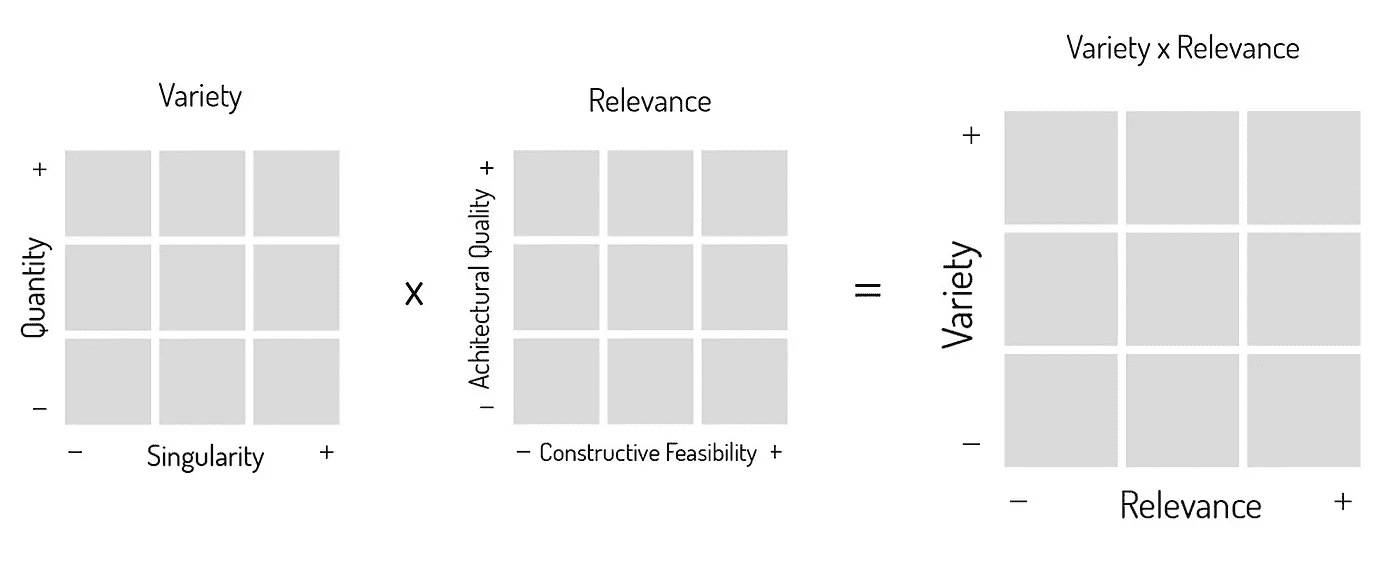 Variety
+
Quantity
−
− Singularity +
x
Relevance
+
Achitectural Quality
−
− Constructive Feasibility +
=
Variety x Relevance
+
Variety
−
− Relevance +